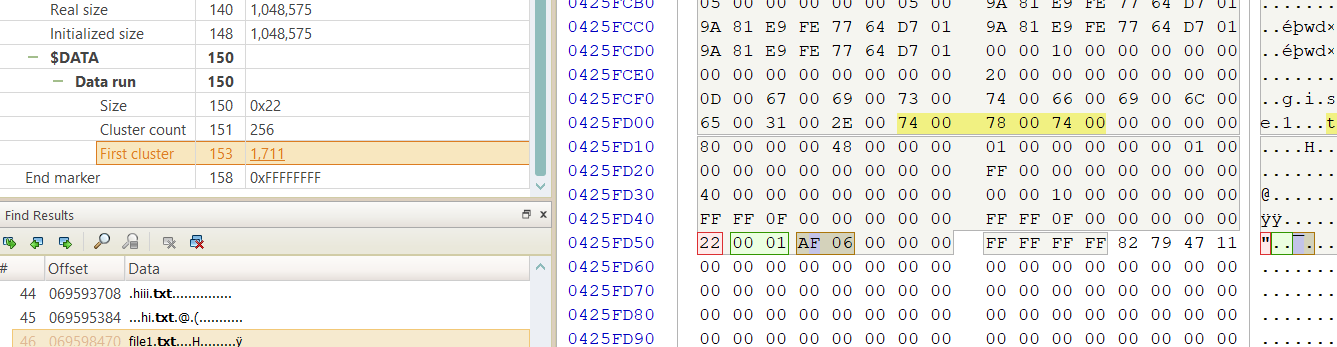 Real size 140 1,048,575
Initialized size 148 1,048,575
$DATA 150
Data run 150
Size 150 0x22
Cluster count 151 256
First cluster 153 1,711
End marker 158 0xFFFFFFFF
Find Results
# Offset Data
44 069593708 .hiii.txt...............
45 069595384 ...hi.txt.@.(...........
46 069598470 file1.txt....H.........ÿ
0425FCB0 05 00 00 00 00 00 05 00 9A 81 E9 FE 77 64 D7 01
0425FCC0 9A 81 E9 FE 77 64 D7 01 9A 81 E9 FE 77 64 D7 01 ..éþwd×
0425FCD0 9A 81 E9 FE 77 64 D7 01 00 00 10 00 00 00 00 00 ..éþwd×
0425FCE0 00 00 00 00 00 00 00 00 20 00 00 00 00 00 00 00 ........
0425FCF0 0D 00 67 00 69 00 73 00 74 00 66 00 69 00 6C 00 ..g.i.s
0425FD00 65 00 31 00 2E 00 74 00 78 00 74 00 00 00 00 00 e.1...t
0425FD10 80 00 00 00 48 00 00 00 01 00 00 00 00 00 01 00 ....H..
0425FD20 00 00 00 00 00 00 00 00 FF 00 00 00 00 00 00 00 ........
0425FD30 40 00 00 00 00 00 00 00 00 00 10 00 00 00 00 00 @.......
0425FD40 FF FF 0F 00 00 00 00 00 FF FF 0F 00 00 00 00 00 ÿÿ......
0425FD50 22 00 01 AF 06 00 00 00 FF FF FF FF 82 79 47 11 "..¯....
0425FD60 00 00 00 00 00 00 00 00 00 00 00 00 00 00 00 00 ........
0425FD70 00 00 00 00 00 00 00 00 00 00 00 00 00 00 00 00 ........
0425FD80 00 00 00 00 00 00 00 00 00 00 00 00 00 00 00 00 ........
0425FD90 00 00 00 00 00 00 00 00 00 00 00 00 00 00 00 00 ........